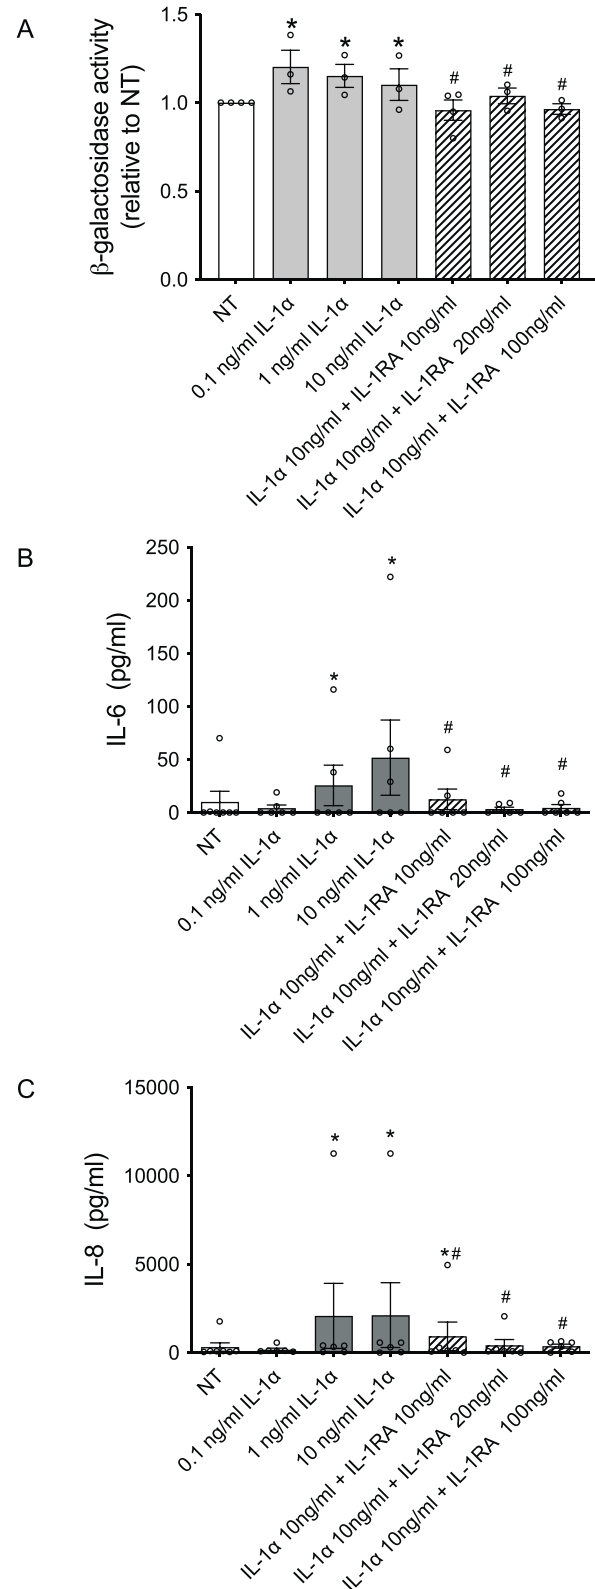 A
β-galactosidase activity
(relative to NT)
1.5
1.0
0.5
0.0
* * * # # #
NT
0.1 ng/ml IL-1α
1 ng/ml IL-1α
10 ng/ml IL-1α
IL-1α 10ng/ml + IL-1RA 10ng/ml
IL-1α 10ng/ml + IL-1RA 20ng/ml
IL-1α 10ng/ml + IL-1RA 100ng/ml
B
IL-6 (pg/ml)
250
200
150
100
50
0
* * # # #
NT
0.1 ng/ml IL-1α
1 ng/ml IL-1α
10 ng/ml IL-1α
IL-1α 10ng/ml + IL-1RA 10ng/ml
IL-1α 10ng/ml + IL-1RA 20ng/ml
IL-1α 10ng/ml + IL-1RA 100ng/ml
C
IL-8 (pg/ml)
15000
10000
5000
0
* * *# # #
NT
0.1 ng/ml IL-1α
1 ng/ml IL-1α
10 ng/ml IL-1α
IL-1α 10ng/ml + IL-1RA 10ng/ml
IL-1α 10ng/ml + IL-1RA 20ng/ml
IL-1α 10ng/ml + IL-1RA 100ng/ml